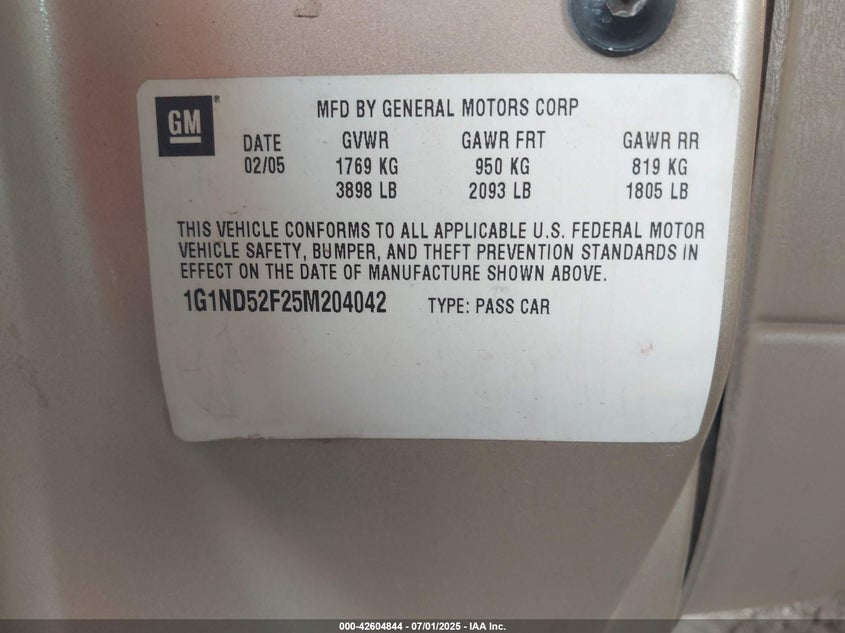 GM®
MFD BY GENERAL MOTORS CORP
DATE GVWR GAWR FRT GAWR RR
02/05 1769 KG 950 KG 819 KG
3898 LB 2093 LB 1805 LB
THIS VEHICLE CONFORMS TO ALL APPLICABLE U.S. FEDERAL MOTOR
VEHICLE SAFETY, BUMPER, AND THEFT PREVENTION STANDARDS IN
EFFECT ON THE DATE OF MANUFACTURE SHOWN ABOVE.
1G1ND52F25M204042 TYPE: PASS CAR
000-42604844 - 07/01/2025 - IAA Inc.